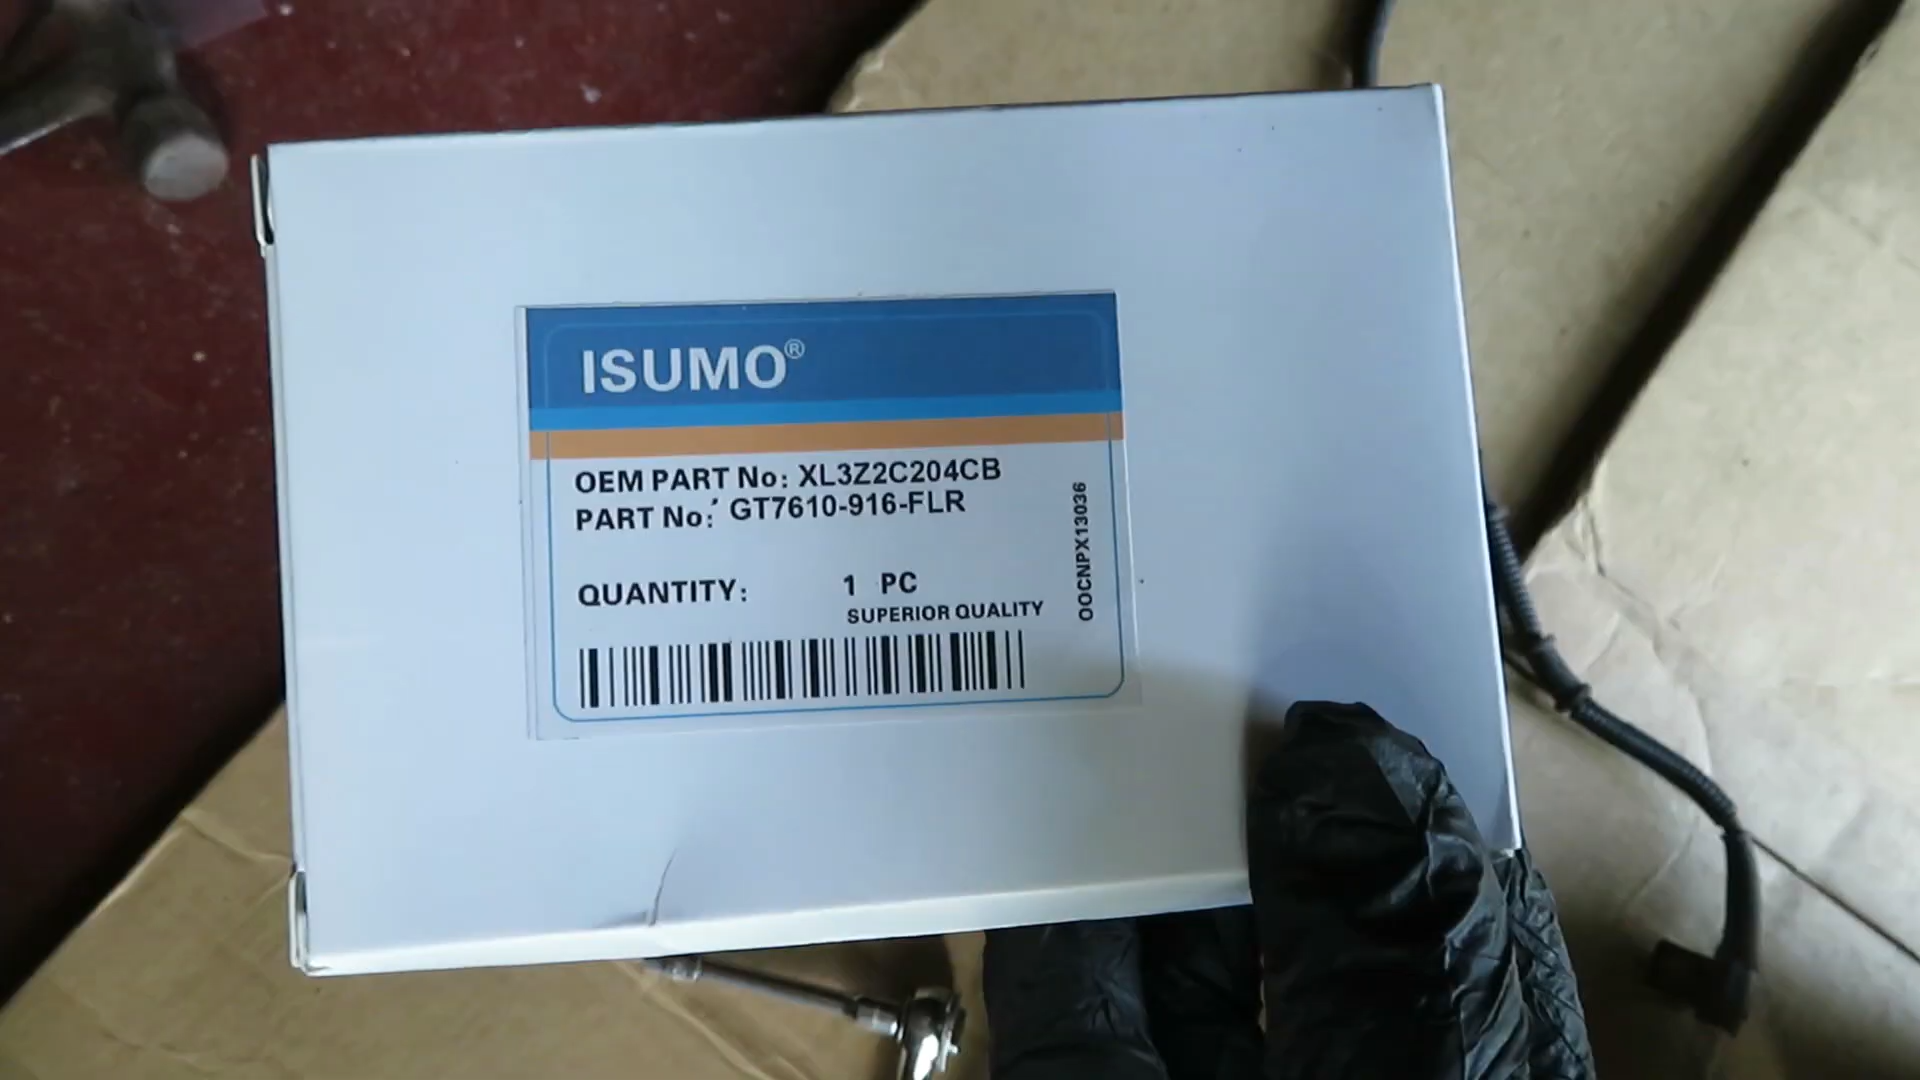 ISUMO®
OEM PART No: XL3Z2C204CB
PART No: GT7610-916-FLR
QUANTITY: 1 PC
SUPERIOR QUALITY
OOCNPX13036